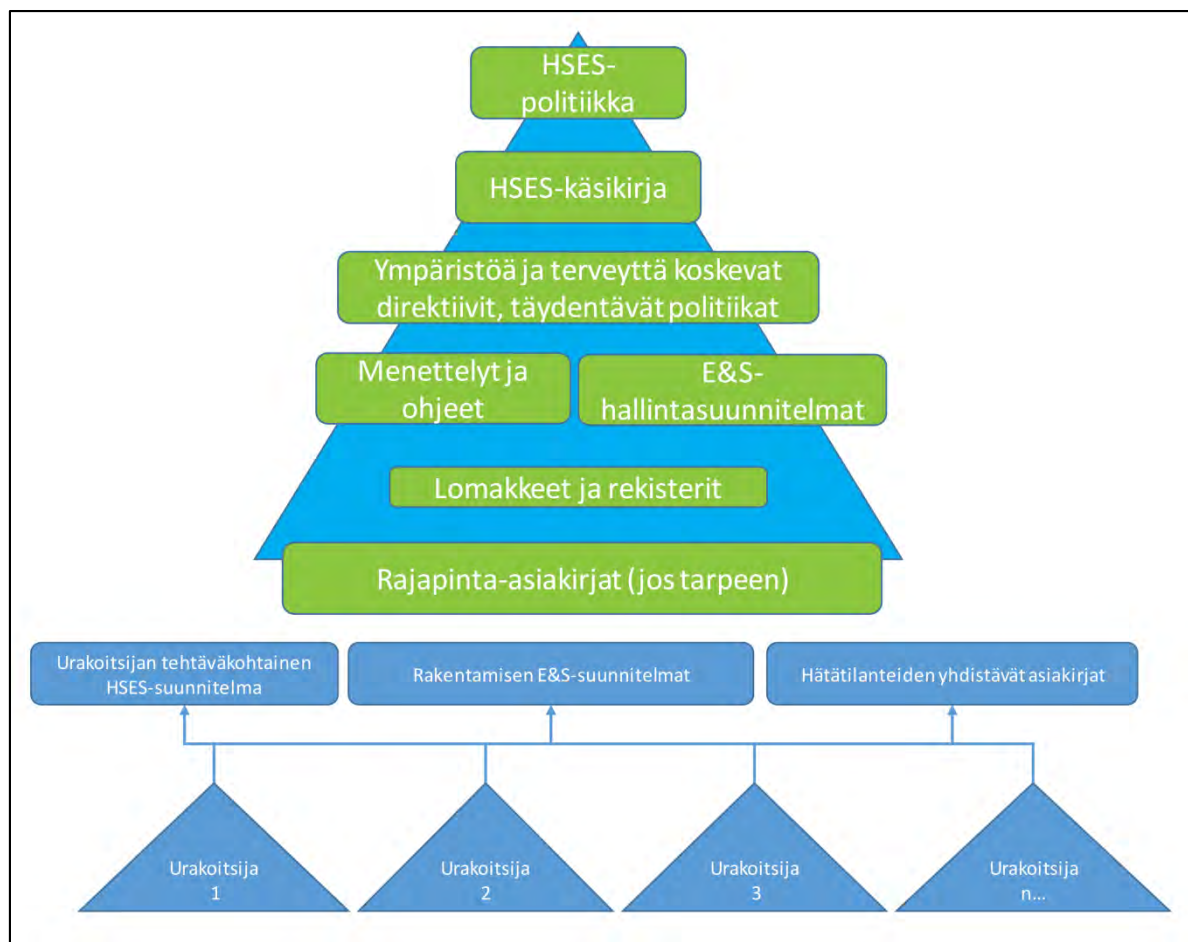 HSES-
politiikka
HSES-käsikirja
Ympäristöä ja terveyttä koskevat
direktiivit, täydentävät politiikat
Menettelyt ja
ohjeet
E&S-
hallintasuunnitelmat
Lomakkeet ja rekisterit
Rajapinta-asiakirjat (jos tarpeen)
Urakoitsijan tehtäväkohtainen
HSES-suunnitelma
Rakentamisen E&S-suunnitelmat
Hätätilanteiden yhdistävät asiakirjat
Urakoitsija
1
Urakoitsija
2
Urakoitsija
3
Urakoitsija
n...